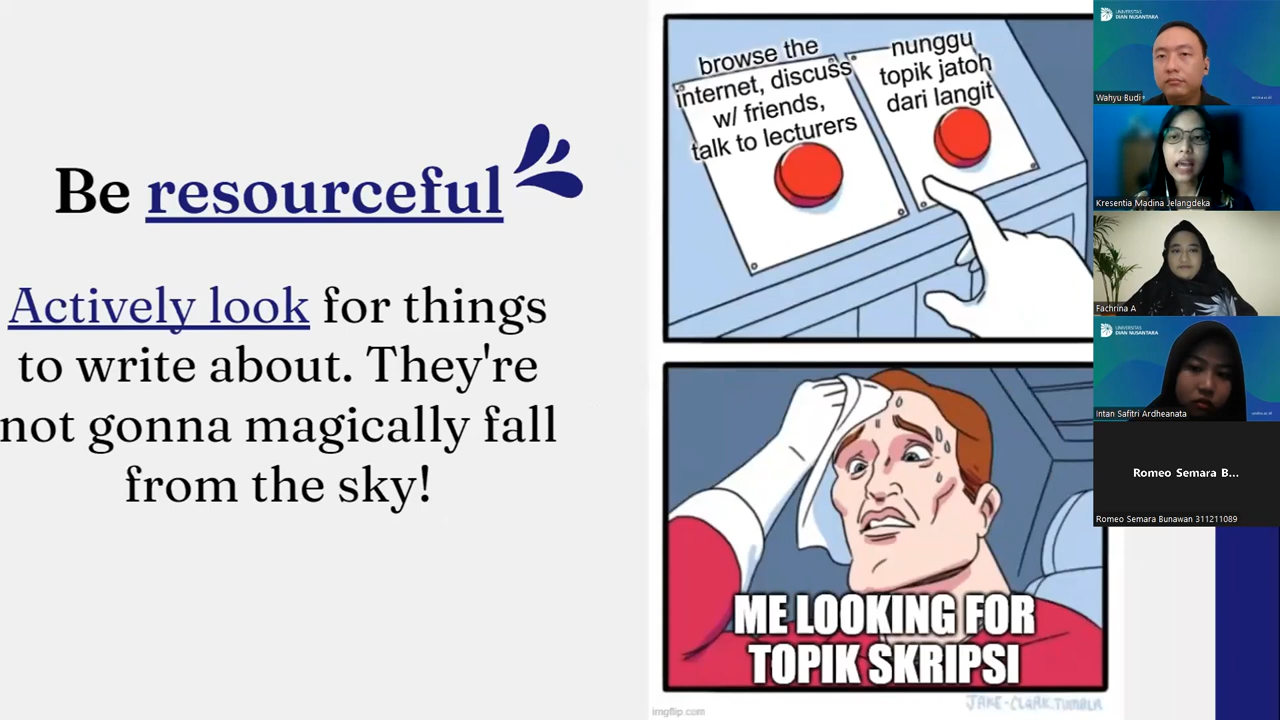 Be resourceful
Actively look for things
to write about. They're
not gonna magically fall
from the sky!
browse the
internet, discuss
w/ friends,
talk to lecturers
nunggu
topik jatoh
dari langit
ME LOOKING FOR
TOPIK SKRIPSI
imgflip.com
JAKE-CLARK.TUMBLR
UNIVERSITAS
DIAN NUSANTARA
Wahyu Budi
Kresentia Madina Jelangdeka
Fachrina A
UNIVERSITAS
DIAN NUSANTARA
Intan Safitri Ardheanata
Romeo Semara B...
Romeo Semara Bunawan 311211089